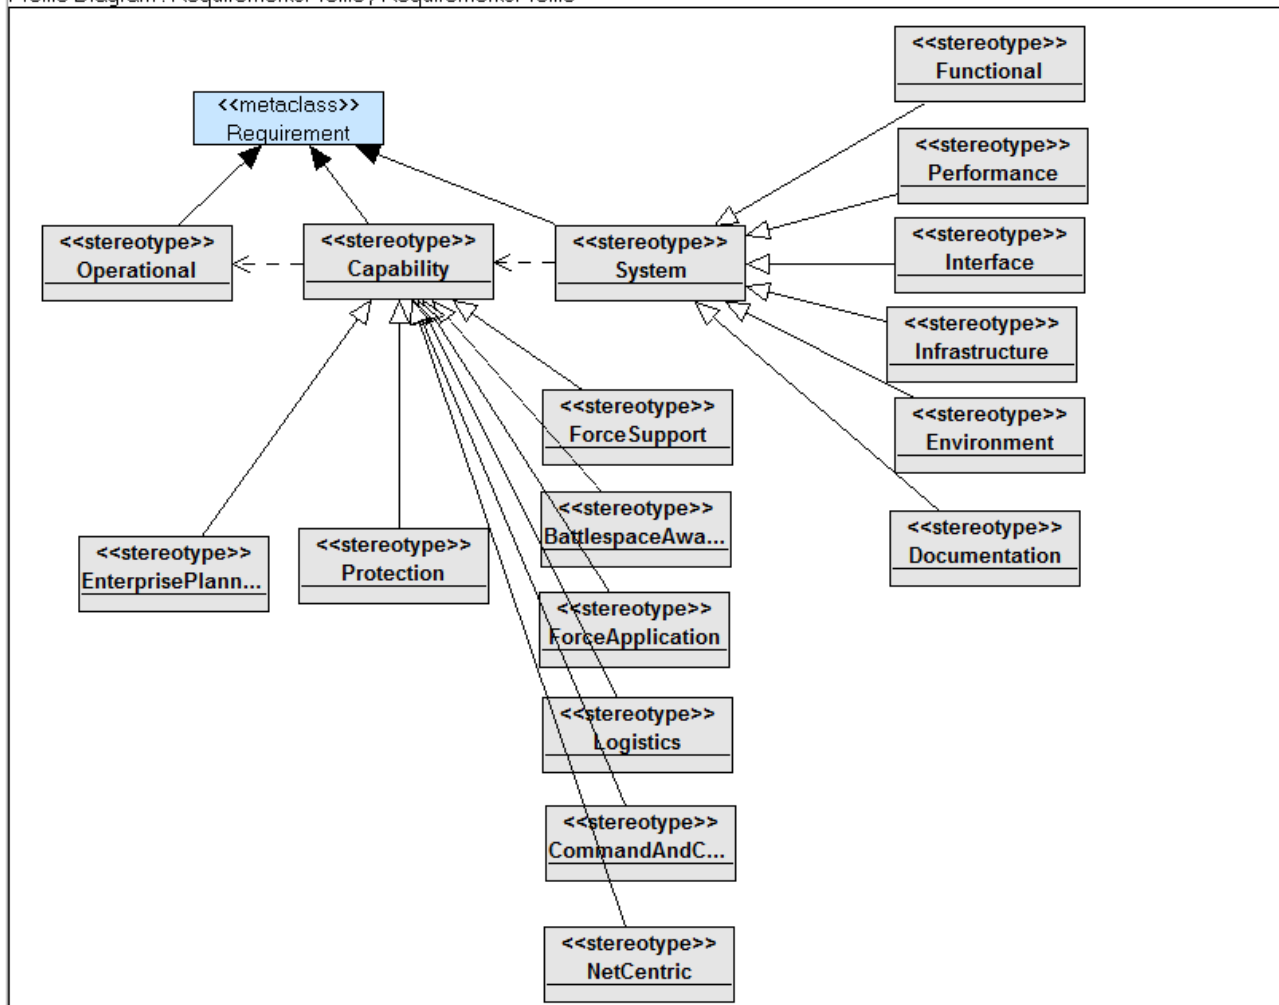 <<metaclass>>
Requirement
<<stereotype>>
Operational
<<stereotype>>
Capability
<<stereotype>>
System
<<stereotype>>
Functional
<<stereotype>>
Performance
<<stereotype>>
Interface
<<stereotype>>
Infrastructure
<<stereotype>>
Environment
<<stereotype>>
Documentation
<<stereotype>>
ForceSupport
<<stereotype>>
BattlespaceAwa...
<<stereotype>>
EnterprisePlann...
<<stereotype>>
Protection
<<stereotype>>
ForceApplication
<<stereotype>>
Logistics
<<stereotype>>
CommandAndC...
<<stereotype>>
NetCentric